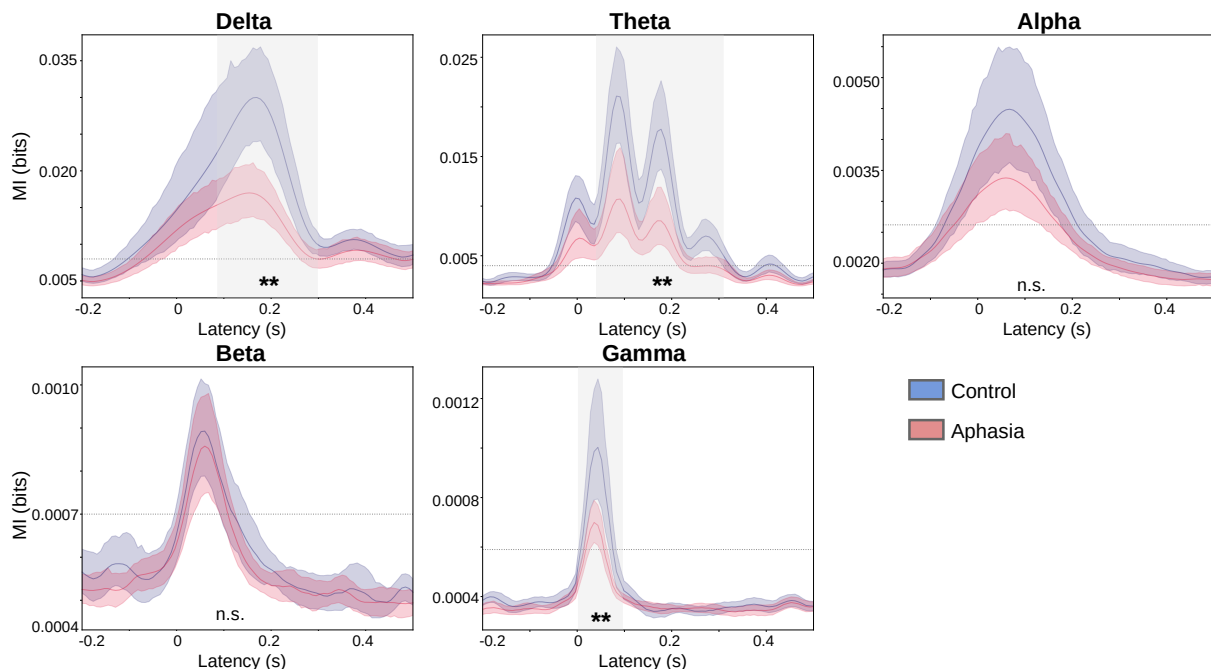 Delta
Theta
Alpha
MI (bits)
0.035
0.020
0.005
**
-0.2
0
0.2
0.4
Latency (s)
0.025
0.015
0.005
**
-0.2
0
0.2
0.4
Latency (s)
0.0050
0.0035
0.0020
n.s.
-0.2
0
0.2
0.4
Latency (s)
Beta
Gamma
MI (bits)
0.0010
0.0007
0.0004
n.s.
-0.2
0
0.2
0.4
Latency (s)
0.0012
0.0008
0.0004
**
-0.2
0
0.2
0.4
Latency (s)
Control
Aphasia